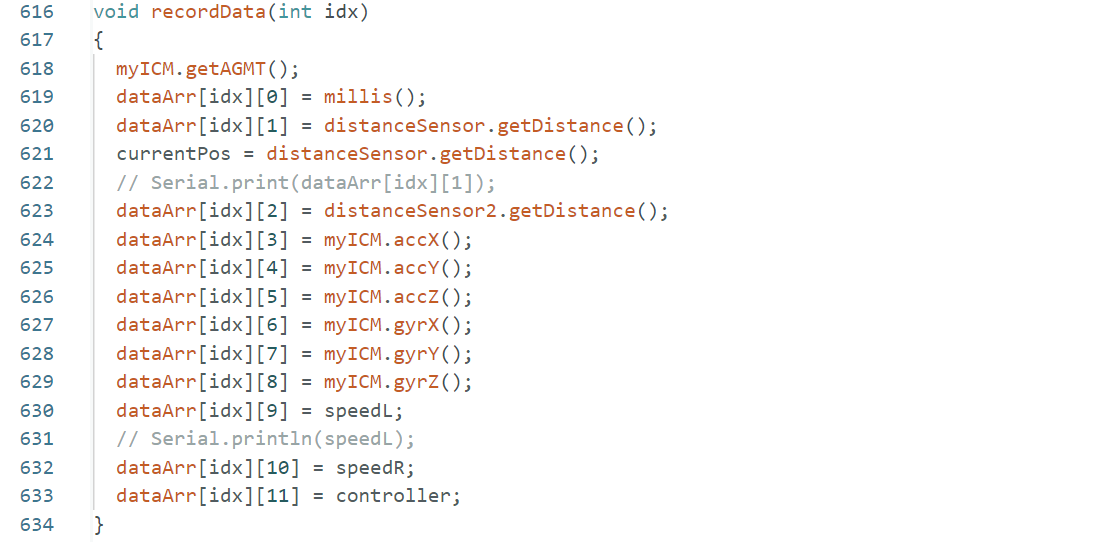 616 void recordData(int idx)
617 {
618 myICM.getAGMT();
619 dataArr[idx][0] = millis();
620 dataArr[idx][1] = distanceSensor.getDistance();
621 currentPos = distanceSensor.getDistance();
622 // Serial.print(dataArr[idx][1]);
623 dataArr[idx][2] = distanceSensor2.getDistance();
624 dataArr[idx][3] = myICM.accX();
625 dataArr[idx][4] = myICM.accY();
626 dataArr[idx][5] = myICM.accZ();
627 dataArr[idx][6] = myICM.gyrX();
628 dataArr[idx][7] = myICM.gyrY();
629 dataArr[idx][8] = myICM.gyrZ();
630 dataArr[idx][9] = speedL;
631 // Serial.println(speedL);
632 dataArr[idx][10] = speedR;
633 dataArr[idx][11] = controller;
634 }